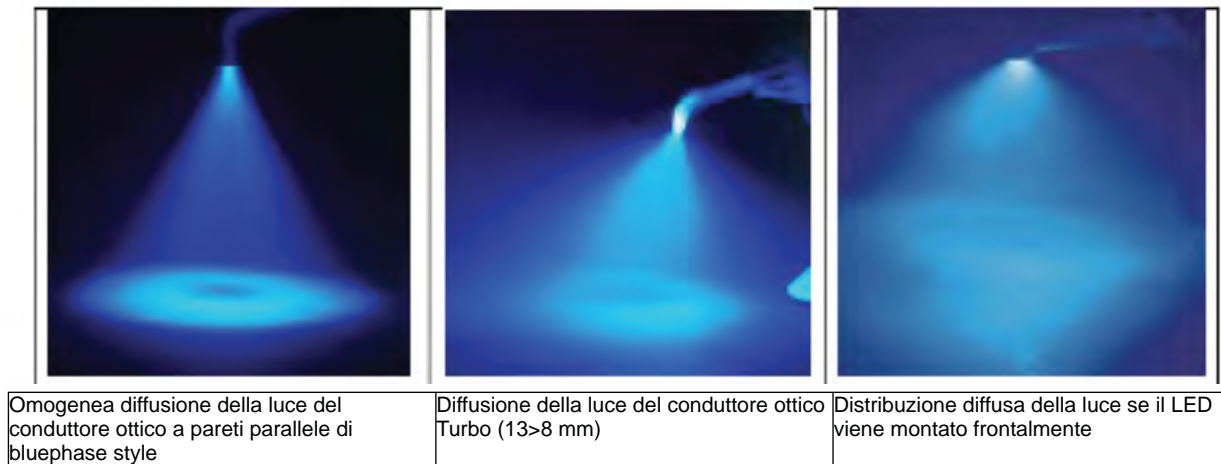 Omogenea diffusione della luce del
conduttore ottico a pareti parallele di
bluephase style
Diffusione della luce del conduttore ottico
Turbo (13>8 mm)
Distribuzione diffusa della luce se il LED
viene montato frontalmente